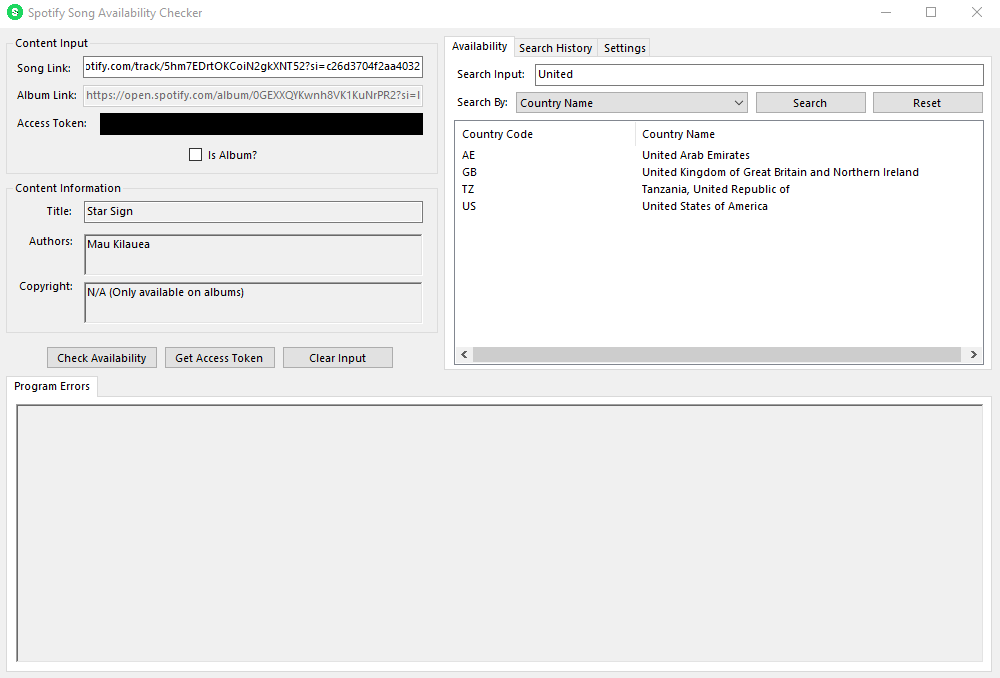 Spotify Song Availability Checker
Content Input
Song Link: otify.com/track/5hm7EDrtOKCoiN2gkXNT52?si=c26d3704f2aa4032
Album Link: https://open.spotify.com/album/0GEXXQYKwnh8VK1KuNrPR2?si=l
Access Token:
Is Album?
Content Information
Title: Star Sign
Authors: Mau Kilauea
Copyright: N/A (Only available on albums)
Check Availability Get Access Token Clear Input
Availability Search History Settings
Search Input: United
Search By: Country Name Search Reset
Country Code Country Name
AE United Arab Emirates
GB United Kingdom of Great Britain and Northern Ireland
TZ Tanzania, United Republic of
US United States of America
Program Errors